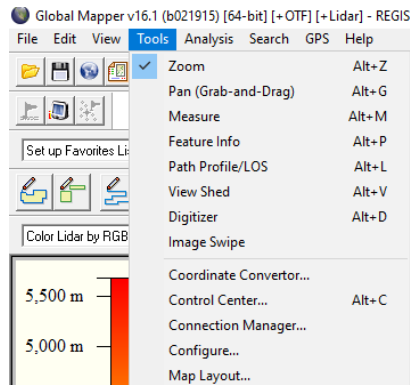 Global Mapper v16.1 (b021915) [64-bit] [+OTF] [+Lidar] - REGIS
File Edit View Tools Analysis Search GPS Help
Zoom Alt+Z
Pan (Grab-and-Drag) Alt+G
Measure Alt+M
Feature Info Alt+P
Path Profile/LOS Alt+L
View Shed Alt+V
Digitizer Alt+D
Image Swipe
Coordinate Convertor...
Control Center... Alt+C
Connection Manager...
Configure...
Map Layout...
Set up Favorites Li
Color Lidar by RGB
5,500 m
5,000 m